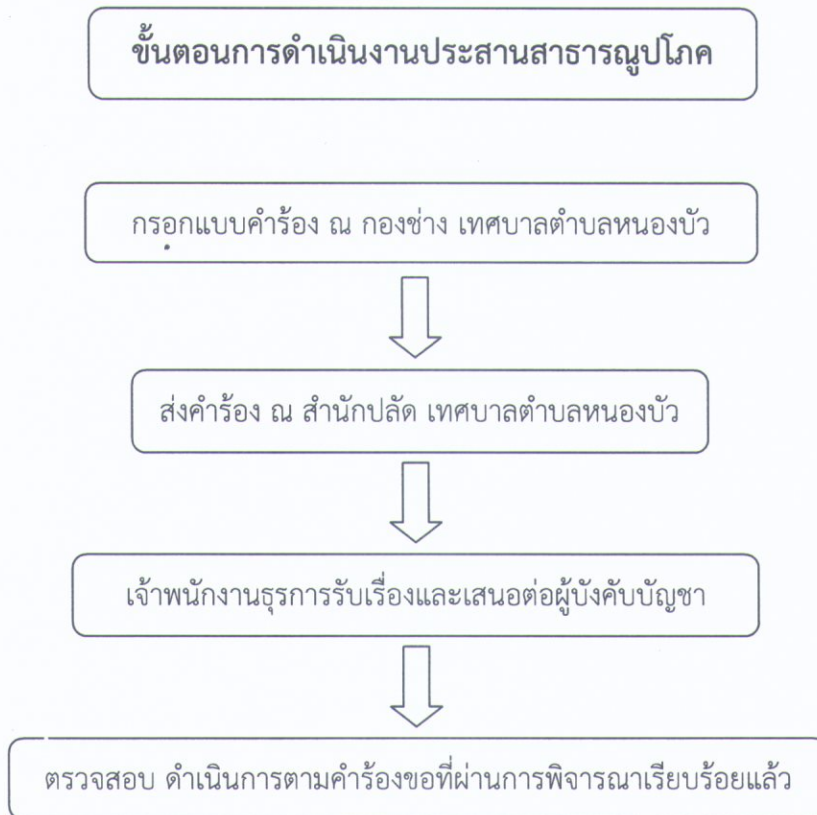 ขั้นตอนการดำเนินงานประสานสาธารณูปโภค
กรอกแบบคำร้อง ณ กองช่าง เทศบาลตำบลหนองบัว
ส่งคำร้อง ณ สำนักปลัด เทศบาลตำบลหนองบัว
เจ้าพนักงานธุรการรับเรื่องและเสนอต่อผู้บังคับบัญชา
ตรวจสอบ ดำเนินการตามคำร้องขอที่ผ่านการพิจารณาเรียบร้อยแล้ว